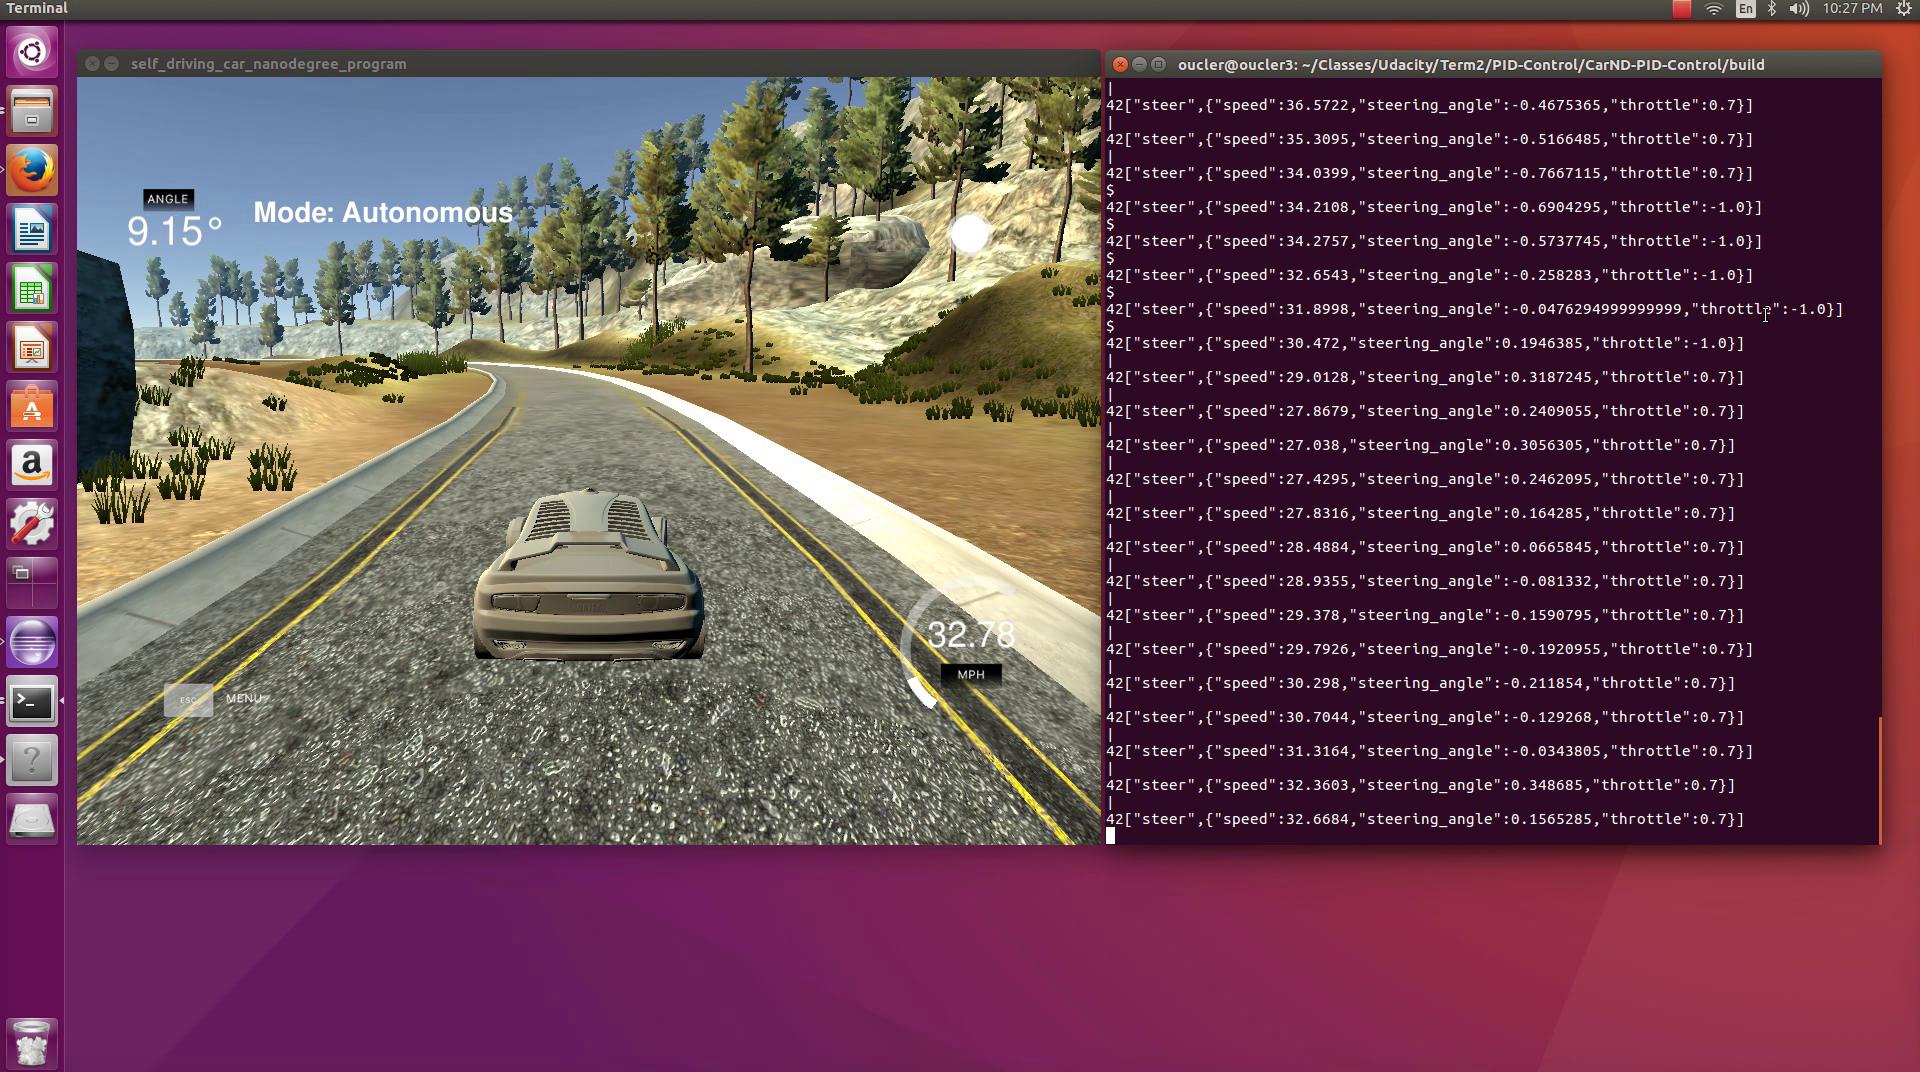 Terminal
En
10:27 PM
self_driving_car_nanodegree_program
ANGLE
9.15°
Mode: Autonomous
32.78
MPH
ESC
MENU
a
>_
?
oucler@oucler3: ~/Classes/Udacity/Term2/PID-Control/CarND-PID-Control/build
|
42["steer",{"speed":36.5722,"steering_angle":-0.4675365,"throttle":0.7}]
|
42["steer",{"speed":35.3095,"steering_angle":-0.5166485,"throttle":0.7}]
|
42["steer",{"speed":34.0399,"steering_angle":-0.7667115,"throttle":0.7}]
$
42["steer",{"speed":34.2108,"steering_angle":-0.6904295,"throttle":-1.0}]
$
42["steer",{"speed":34.2757,"steering_angle":-0.5737745,"throttle":-1.0}]
$
42["steer",{"speed":32.6543,"steering_angle":-0.258283,"throttle":-1.0}]
$
42["steer",{"speed":31.8998,"steering_angle":-0.0476294999999999,"throttle":-1.0}]
$
42["steer",{"speed":30.472,"steering_angle":0.1946385,"throttle":-1.0}]
|
42["steer",{"speed":29.0128,"steering_angle":0.3187245,"throttle":0.7}]
|
42["steer",{"speed":27.8679,"steering_angle":0.2409055,"throttle":0.7}]
|
42["steer",{"speed":27.038,"steering_angle":0.3056305,"throttle":0.7}]
|
42["steer",{"speed":27.4295,"steering_angle":0.2462095,"throttle":0.7}]
|
42["steer",{"speed":27.8316,"steering_angle":0.164285,"throttle":0.7}]
|
42["steer",{"speed":28.4884,"steering_angle":0.0665845,"throttle":0.7}]
|
42["steer",{"speed":28.9355,"steering_angle":-0.081332,"throttle":0.7}]
|
42["steer",{"speed":29.378,"steering_angle":-0.1590795,"throttle":0.7}]
|
42["steer",{"speed":29.7926,"steering_angle":-0.1920955,"throttle":0.7}]
|
42["steer",{"speed":30.298,"steering_angle":-0.211854,"throttle":0.7}]
|
42["steer",{"speed":30.7044,"steering_angle":-0.129268,"throttle":0.7}]
|
42["steer",{"speed":31.3164,"steering_angle":-0.0343805,"throttle":0.7}]
|
42["steer",{"speed":32.3603,"steering_angle":0.348685,"throttle":0.7}]
|
42["steer",{"speed":32.6684,"steering_angle":0.1565285,"throttle":0.7}]